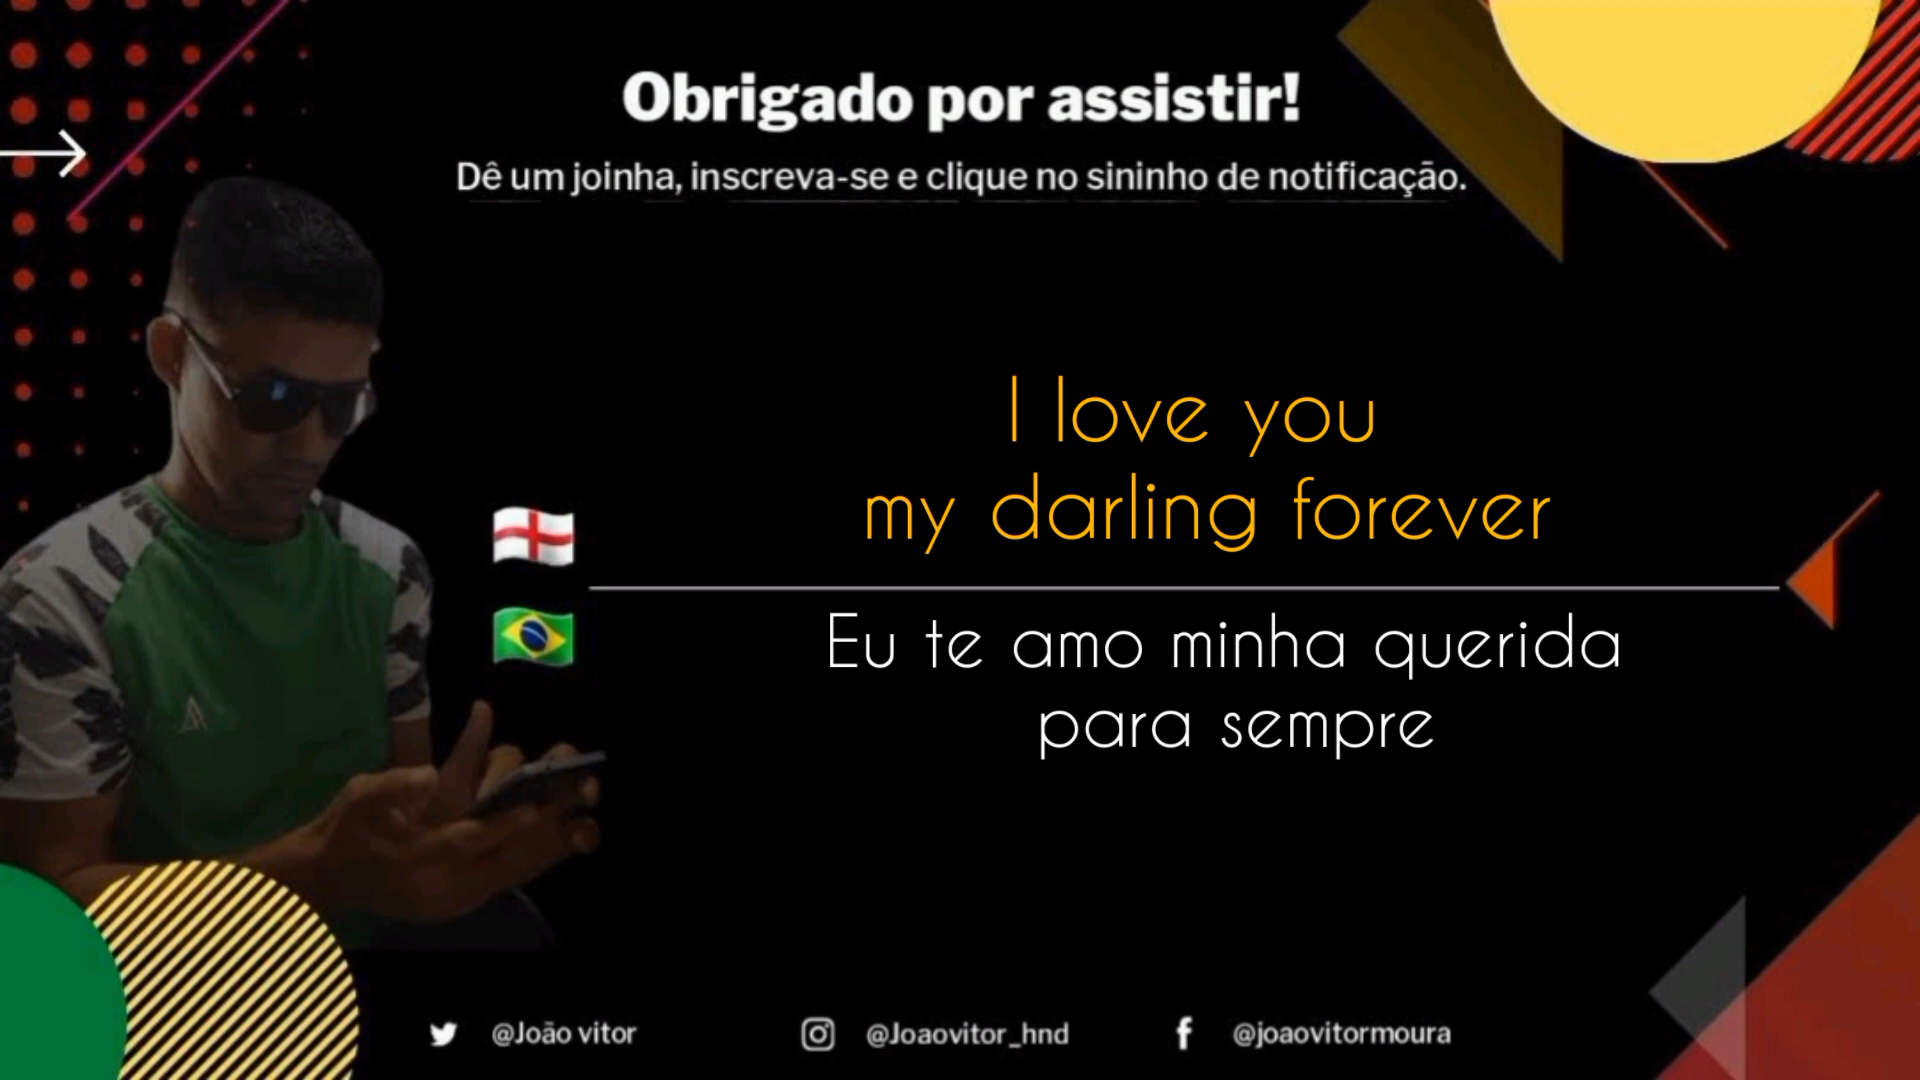 Obrigado por assistir!
Dê um joinha, inscreva-se e clique no sininho de notificação.
I love you
my darling forever
Eu te amo minha querida
para sempre
@João vitor
@Joaovitor_hnd
@joaovitormoura